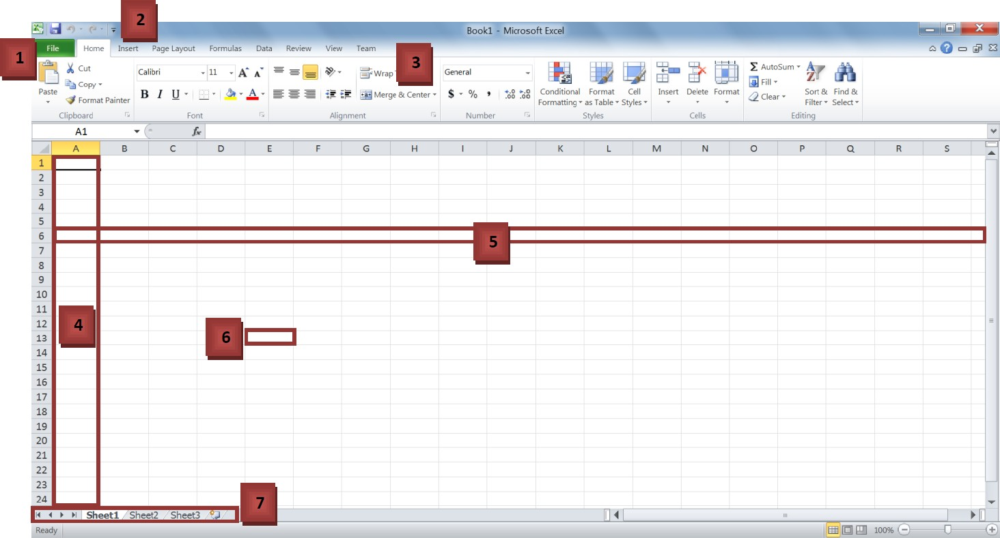 2
Book1 - Microsoft Excel
1
File Home Insert Page Layout Formulas Data Review View Team
3
Cut
Calibri 11 A A
Wrap
General
AutoSum
Copy
Fill
Paste
Format Painter
B I U A
Merge & Center
$ % , .0 .00 .00 .0
Conditional Formatting
Format as Table
Cell Styles
Insert Delete Format
Clear
Sort & Filter
Find & Select
Clipboard Font Alignment Number Styles Cells Editing
A1 fx
A B C D E F G H I J K L M N O P Q R S
1
2
3
4
5
6
5
7
8
9
10
11
12
4
6
13
14
15
16
17
18
19
20
21
22
23
24
7
Sheet1 Sheet2 Sheet3
Ready 100%